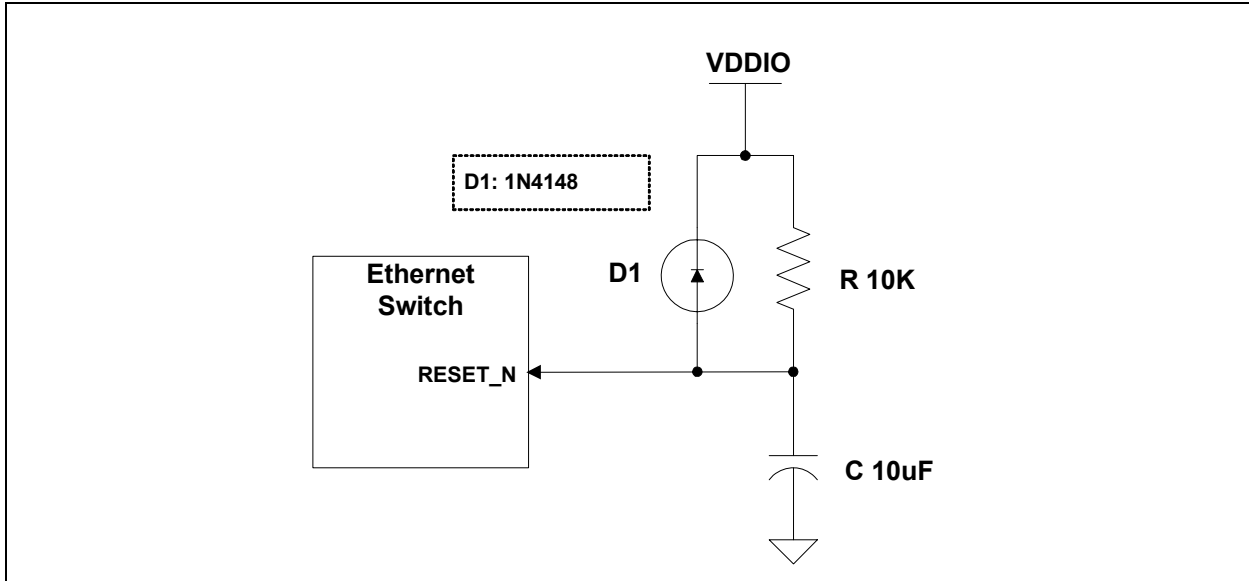 VDDIO
D1: 1N4148
D1
R 10K
Ethernet
Switch
RESET_N
C 10uF